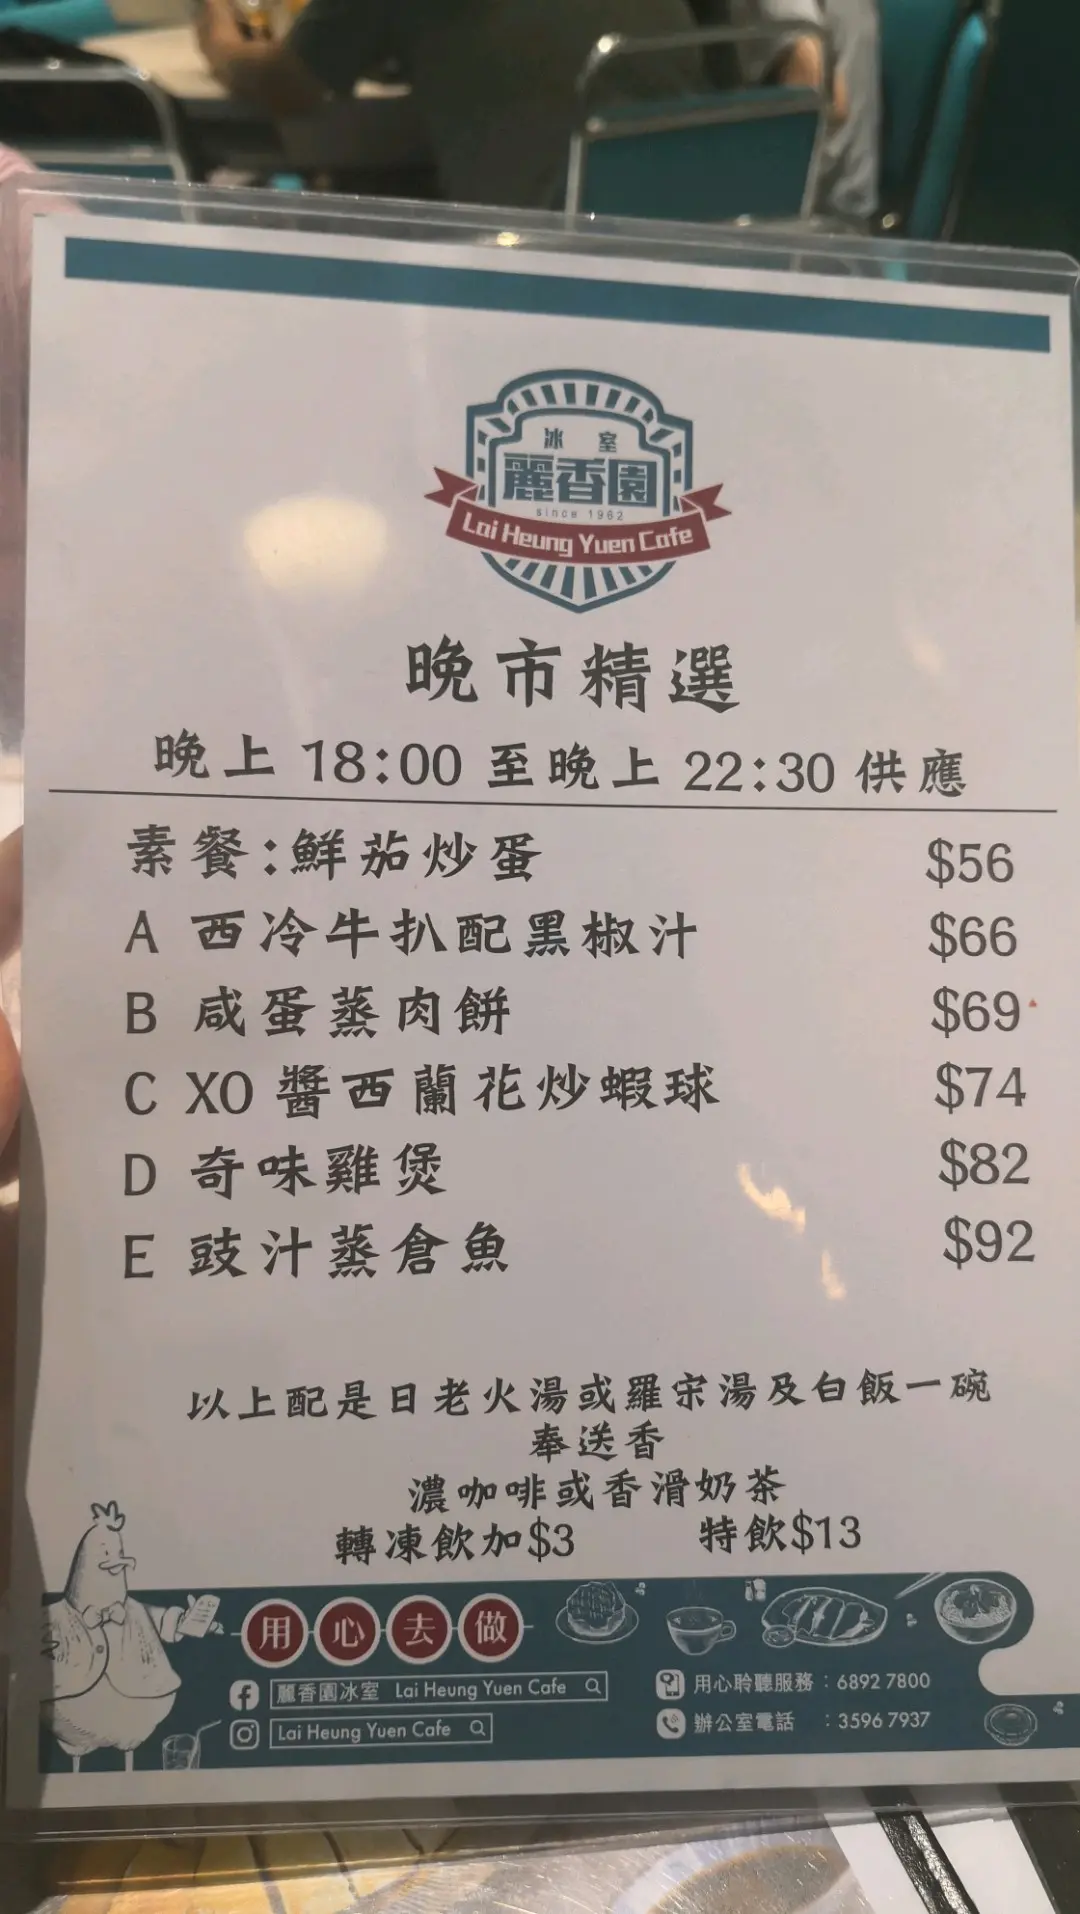 冰室
麗香園
since 1962
Lai Heung Yuen Cafe
晚市精選
晚上 18:00 至晚上 22:30 供應
素餐:鮮茄炒蛋 $56
A 西冷牛扒配黑椒汁 $66
B 咸蛋蒸肉餅 $69
C XO 醬西蘭花炒蝦球 $74
D 奇味雞煲 $82
E 豉汁蒸倉魚 $92
以上配是日老火湯或羅宋湯及白飯一碗
奉送香
濃咖啡或香滑奶茶
轉凍飲加$3 特飲$13
用心去做
麗香園冰室 Lai Heung Yuen Cafe
用心聆聽服務 : 6892 7800
Lai Heung Yuen Cafe
辦公室電話 : 3596 7937